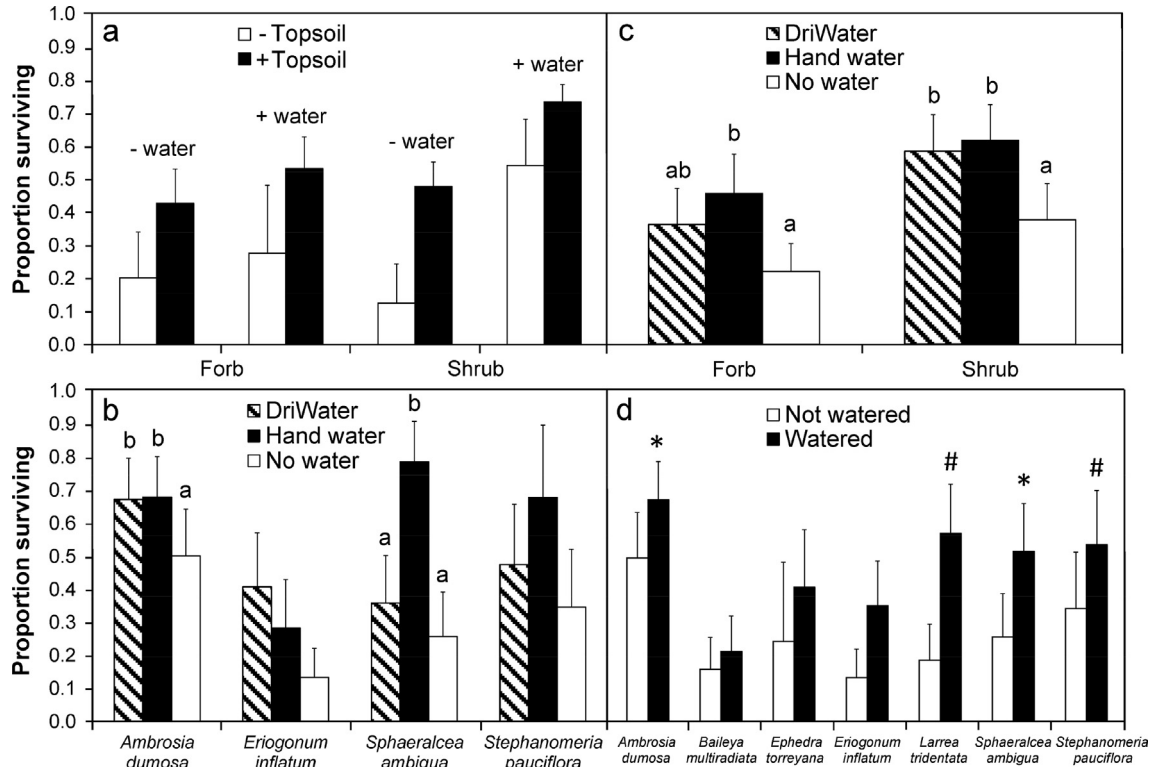 a
- Topsoil
+ Topsoil
- water
+ water
- water
+ water
Proportion surviving
1.0
0.9
0.8
0.7
0.6
0.5
0.4
0.3
0.2
0.1
0.0
Forb
Shrub
c
DriWater
Hand water
No water
ab
b
a
b
b
a
Forb
Shrub
b
DriWater
Hand water
No water
b
b
a
a
b
a
Proportion surviving
1.0
0.9
0.8
0.7
0.6
0.5
0.4
0.3
0.2
0.1
0.0
Ambrosia
dumosa
Eriogonum
inflatum
Sphaeralcea
ambigua
Stephanomeria
pauciflora
d
Not watered
Watered
*
#
*
#
Ambrosia
dumosa
Baileya
multiradiata
Ephedra
torreyana
Eriogonum
inflatum
Larrea
tridentata
Sphaeralcea
ambigua
Stephanomeria
pauciflora